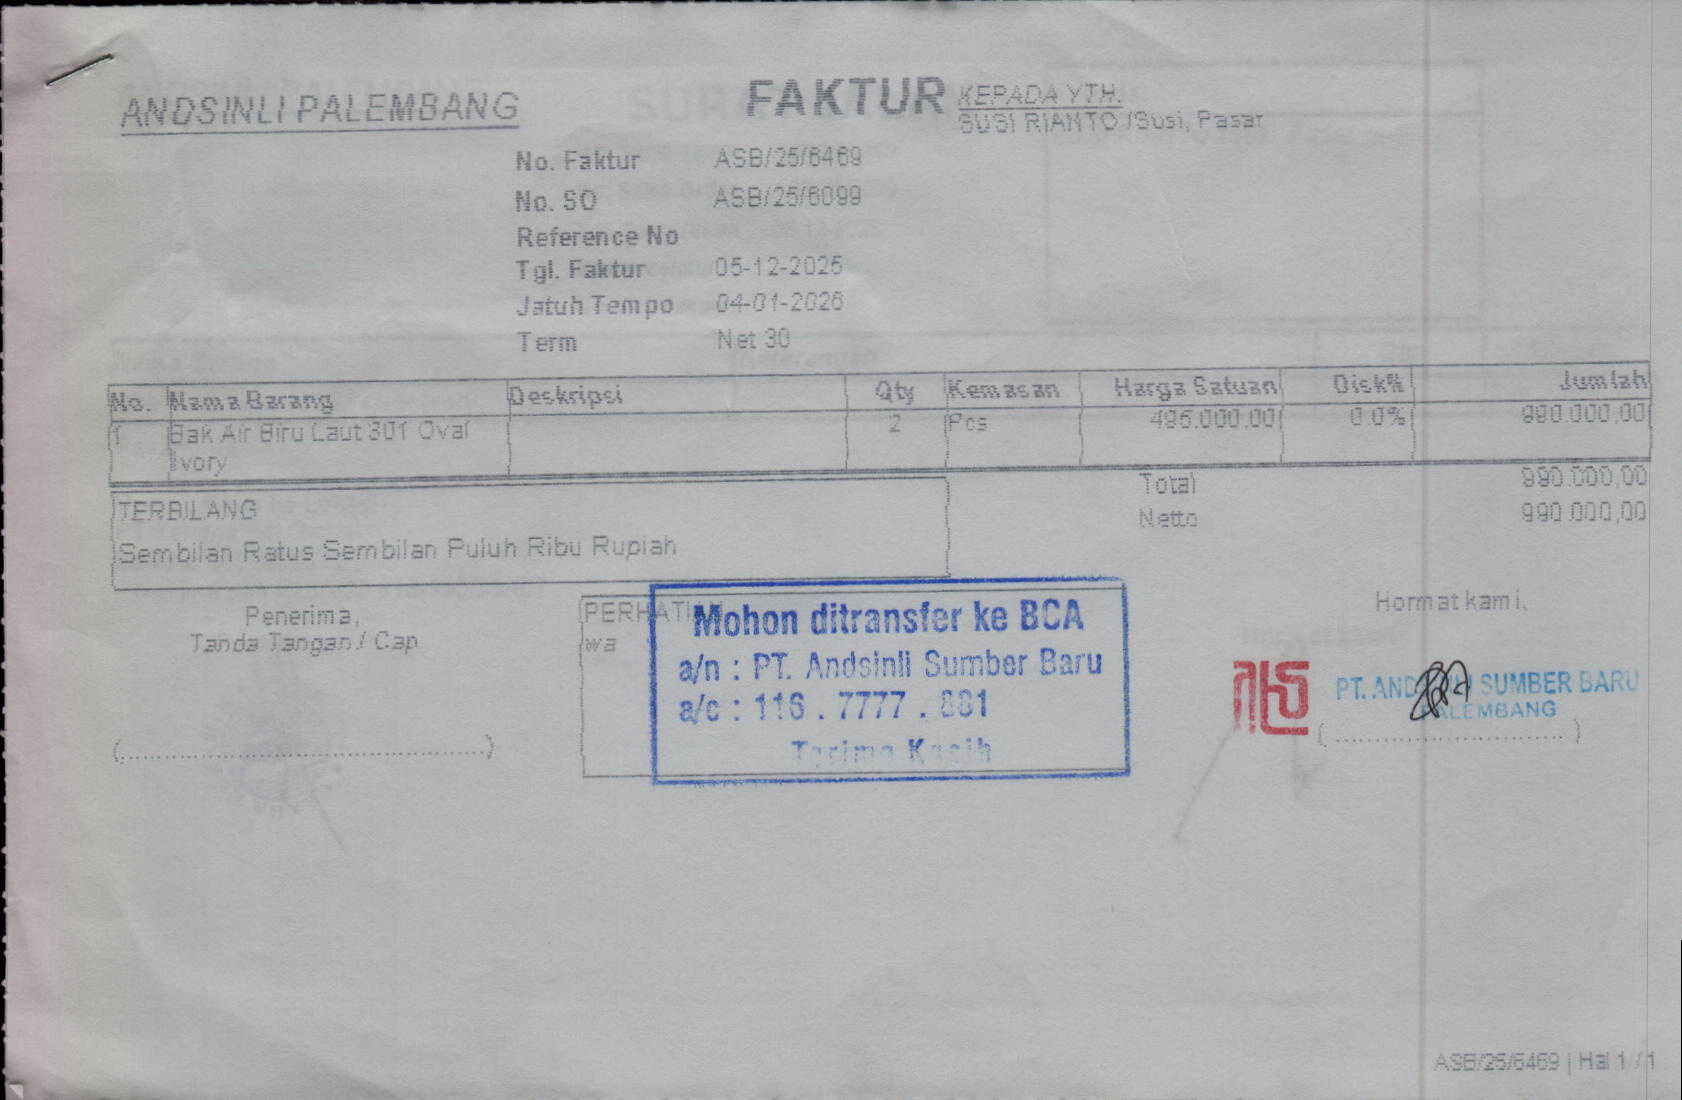 ANDSINLI PALEMBANG
FAKTUR
KEPADA YTH.
SUSI RIANTO /Susi, Pasar
No. Faktur ASB/25/6469
No. SO ASB/25/6099
Reference No
Tgl. Faktur 05-12-2025
Jatuh Tempo 04-01-2026
Term Net 30
No. Nama Barang Deskripsi Qty Kemasan Harga Satuan Disk% Jumlah
1 Bak Air Biru Laut 301 Oval 2 Pcs 495.000,00 0.0% 990.000,00
Ivory
Total 990.000,00
Netto 990.000,00
TERBILANG
Sembilan Ratus Sembilan Puluh Ribu Rupiah
Penerima,
Tanda Tangan / Cap
(...................................................)
PERHATIAN
Mohon ditransfer ke BCA
a/n : PT. Andsinli Sumber Baru
a/c : 116 . 7777 . 881
Terima Kasih
Hormat kami,
PT. ANDSINLI SUMBER BARU
PALEMBANG
(................................)
ASB/25/6469 | Hal 1 / 1